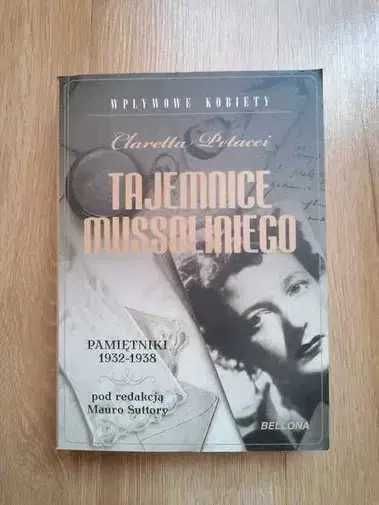 WPŁYWOWE KOBIETY
Claretta Petacci
TAJEMNICE
MUSSOLINIEGO
PAMIĘTNIKI
1932-1938
pod redakcją
Mauro Suttory
BELLONA